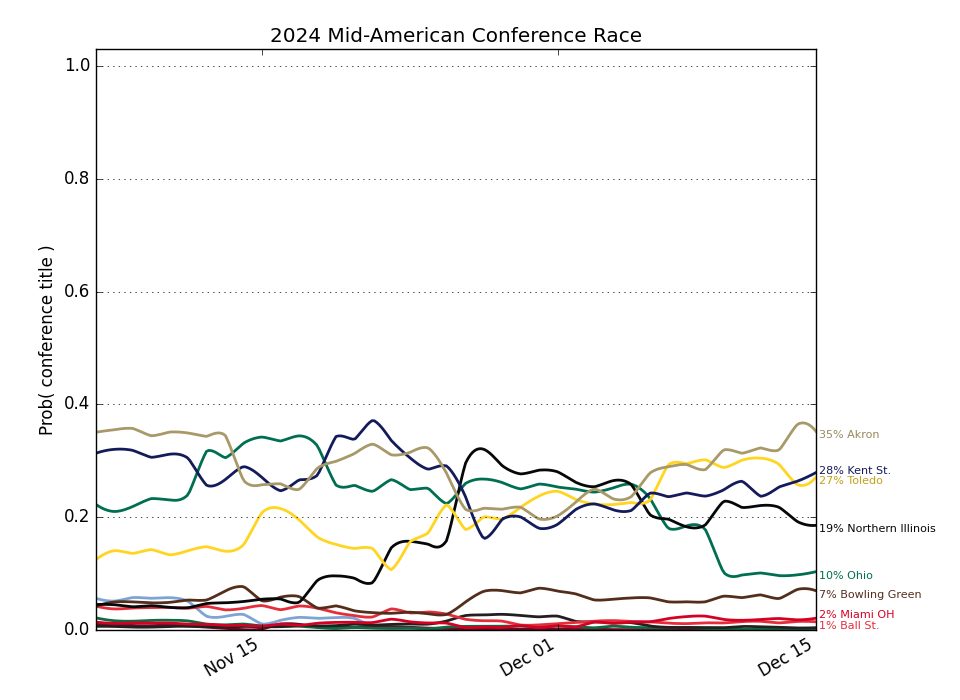 2024 Mid-American Conference Race
Prob( conference title )
1.0
0.8
0.6
0.4
0.2
0.0
Nov 15
Dec 01
Dec 15
35% Akron
28% Kent St.
27% Toledo
19% Northern Illinois
10% Ohio
7% Bowling Green
2% Miami OH
1% Ball St.